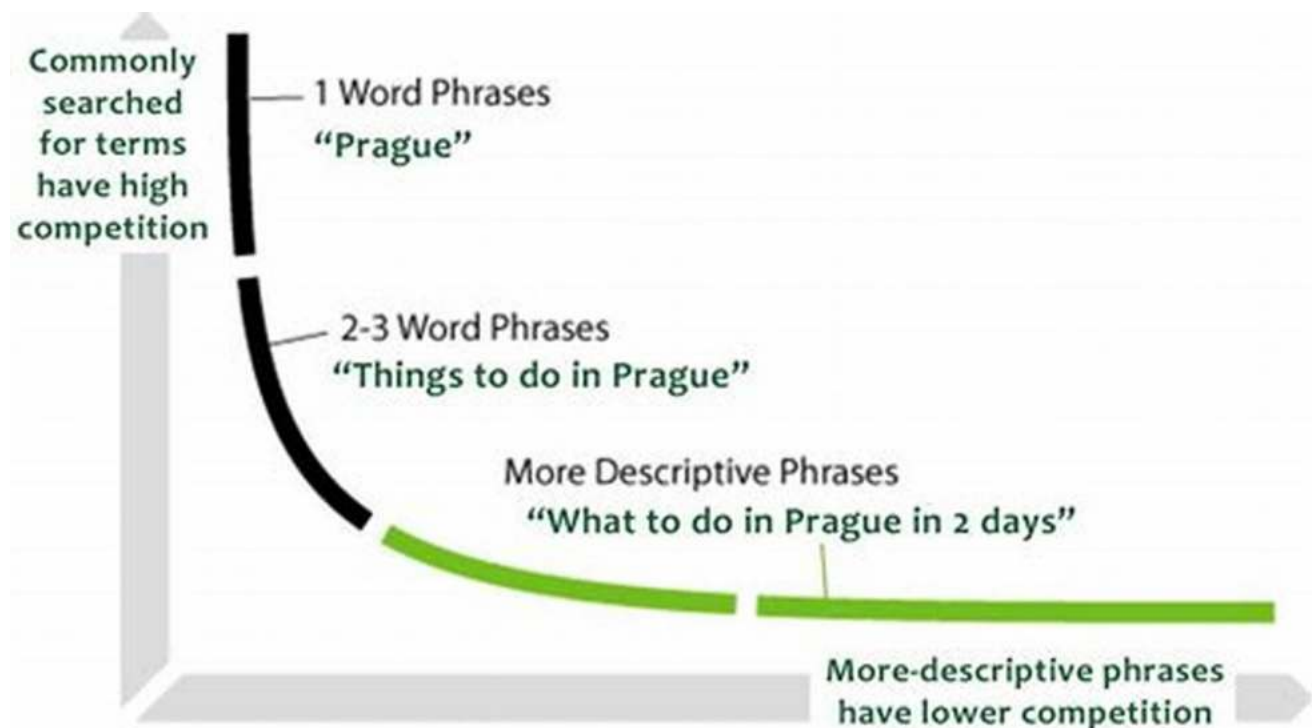 Commonly
searched
for terms
have high
competition
1 Word Phrases
“Prague”
2-3 Word Phrases
“Things to do in Prague”
More Descriptive Phrases
“What to do in Prague in 2 days”
More-descriptive phrases
have lower competition